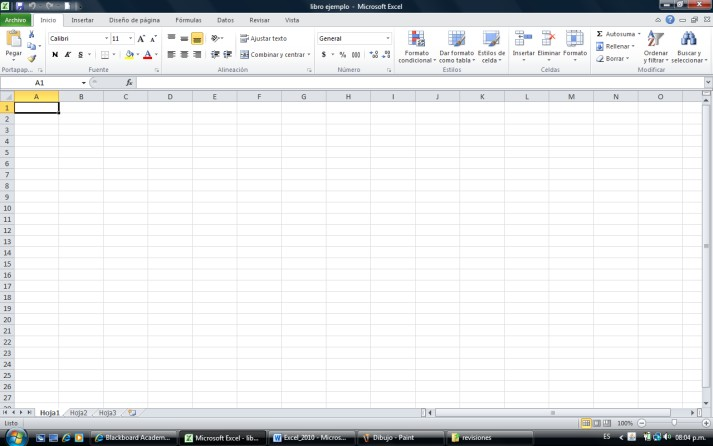 libro ejemplo - Microsoft Excel
Archivo Inicio Insertar Diseño de página Fórmulas Datos Revisar Vista
Calibri 11 A A Ajustar texto General Σ Autosuma
Pegar N K S Combinar y centrar $ % 000 Formato condicional Dar formato como tabla Estilos de celda Insertar Eliminar Formato Rellenar Borrar Ordenar y filtrar Buscar y seleccionar
Portapap... Fuente Alineación Número Estilos Celdas Modificar
A1 fx
A B C D E F G H I J K L M N O
1
2
3
4
5
6
7
8
9
10
11
12
13
14
15
16
17
18
19
20
21
22
23
24
25
26
27
28
Hoja1 Hoja2 Hoja3
Listo 100%
Blackboard Academ... Microsoft Excel - lib... Excel_2010 - Micros... Dibujo - Paint revisiones ES 08:04 p.m.